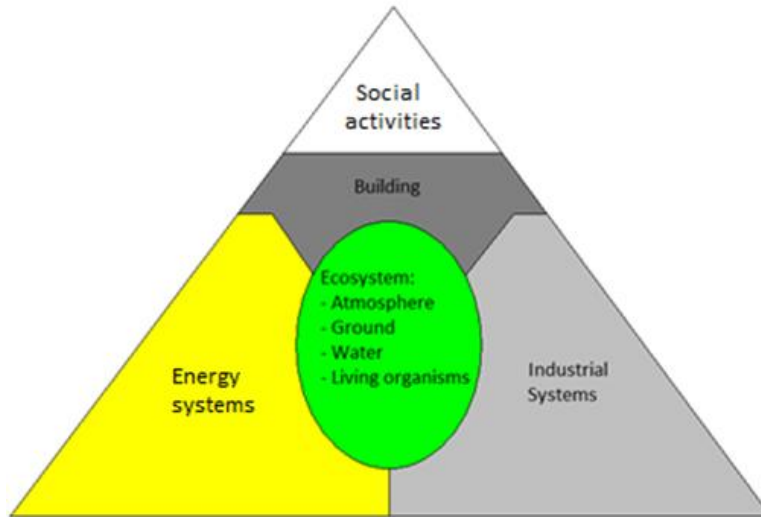 Social
activities
Building
Ecosystem:
- Atmosphere
- Ground
- Water
- Living organisms
Energy
systems
Industrial
Systems